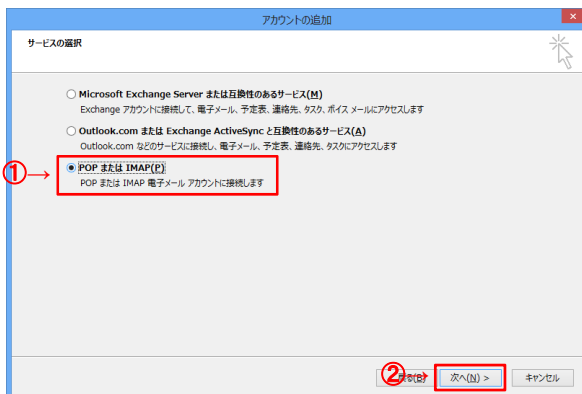 アカウントの追加
サービスの選択
Microsoft Exchange Server または互換性のあるサービス(M)
Exchange アカウントに接続して、電子メール、予定表、連絡先、タスク、ボイス メールにアクセスします
Outlook.com または Exchange ActiveSync と互換性のあるサービス(A)
Outlook.com などのサービスに接続し、電子メール、予定表、連絡先、タスクにアクセスします
①→ POP または IMAP(P)
POP または IMAP 電子メール アカウントに接続します
②→ 次へ(N) > キャンセル